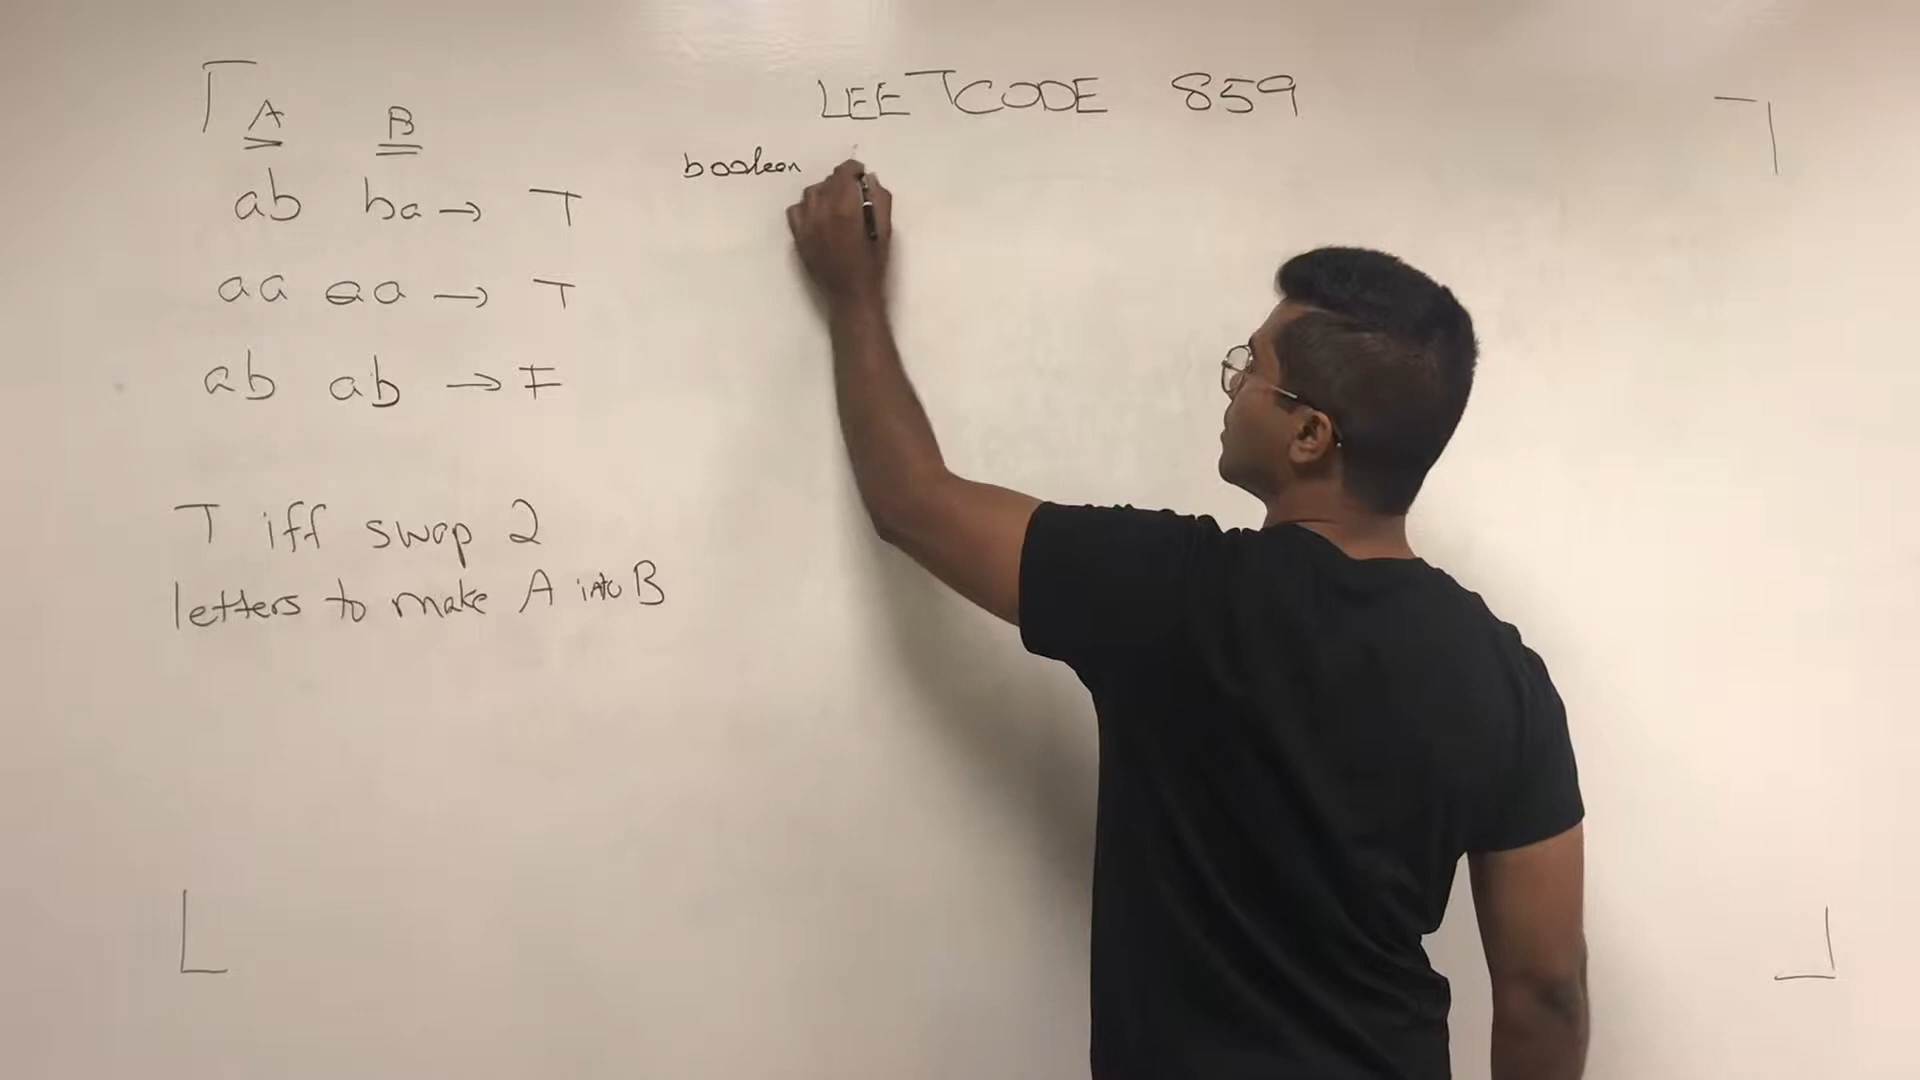 LEETCODE 859
A B
ab ba → T
aa aa → T
ab ab → F
T iff swap 2
letters to make A into B
boolean